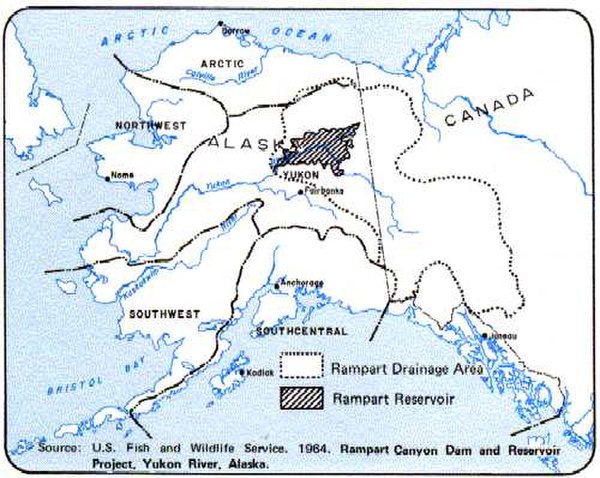 ARCTIC OCEAN
Barrow
ARCTIC
Colville River
CANADA
NORTHWEST
ALASKA
YUKON
Nome
Yukon
Fairbanks
River
Kuskokwim
Anchorage
SOUTHWEST
SOUTHCENTRAL
Juneau
BRISTOL BAY
Kodiak
Rampart Drainage Area
Rampart Reservoir
Source: U.S. Fish and Wildlife Service. 1964. Rampart Canyon Dam and Reservoir
Project, Yukon River, Alaska.